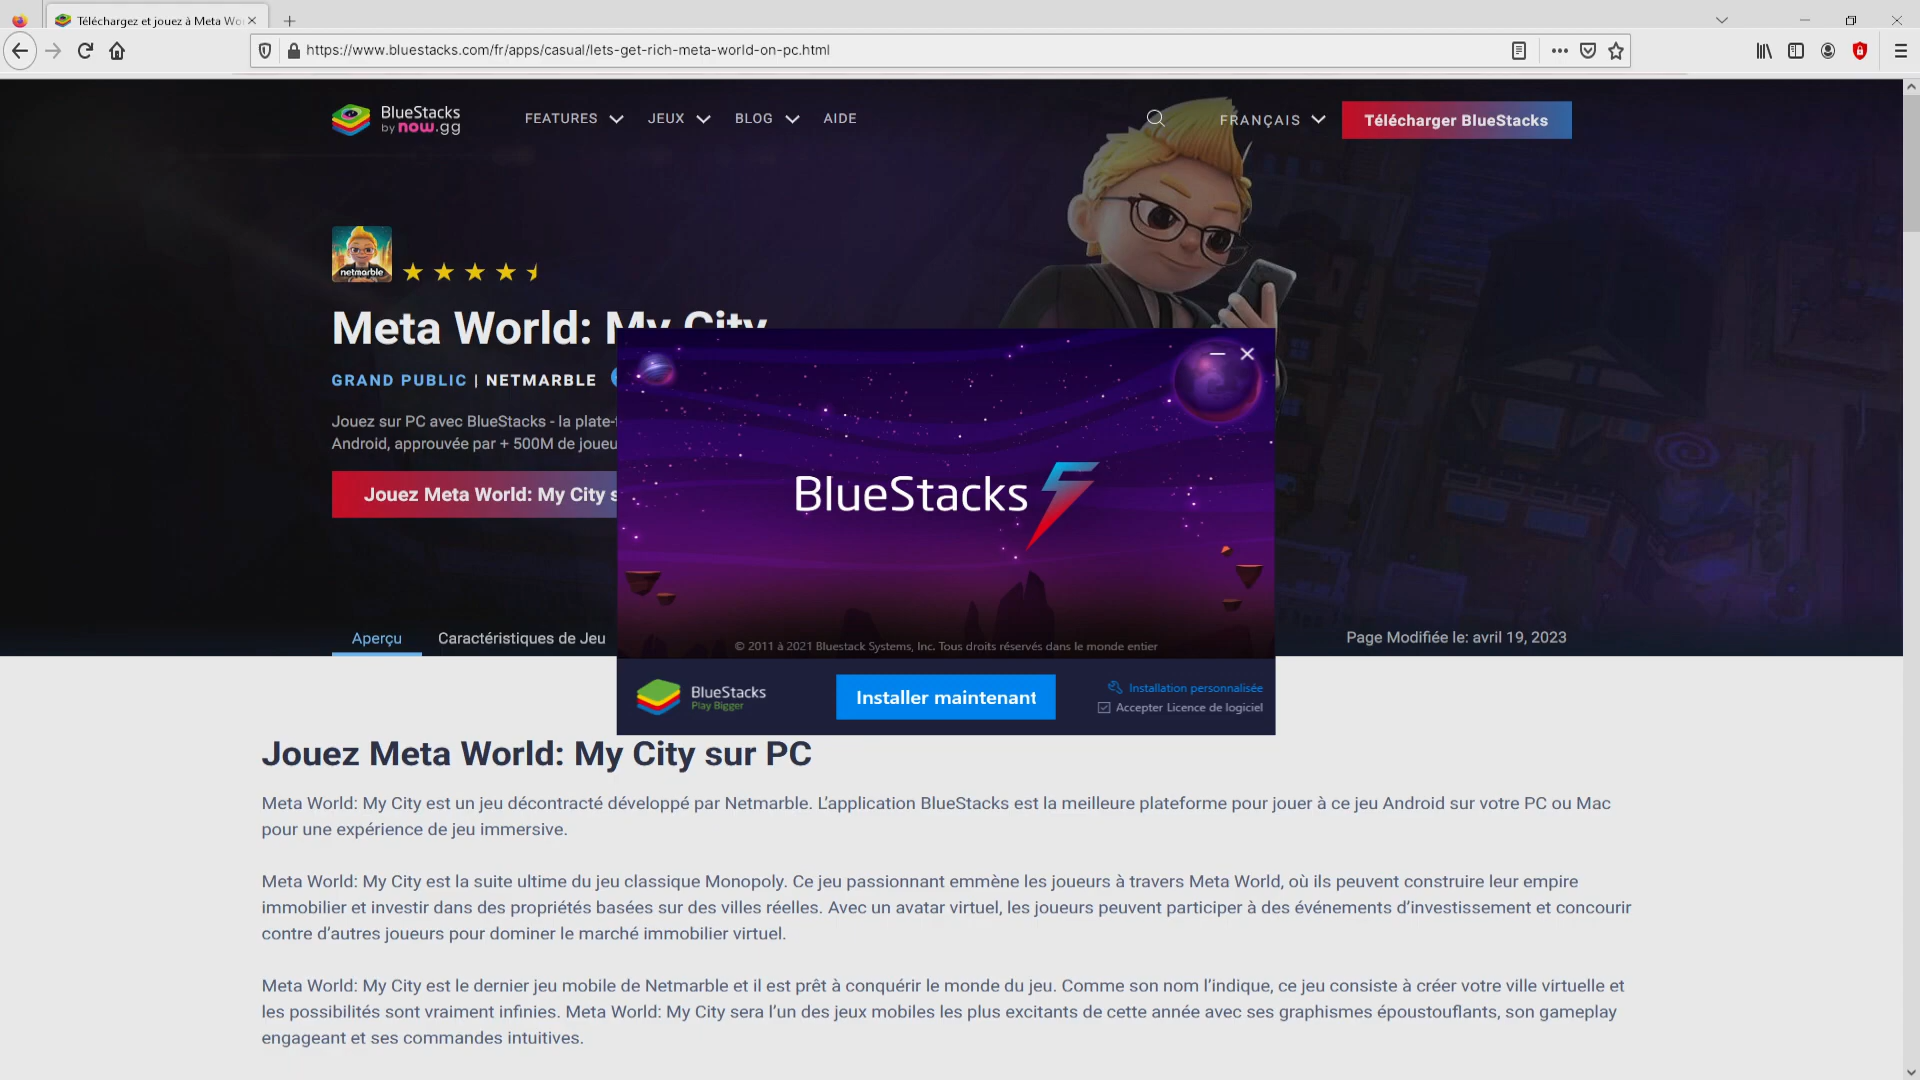 Téléchargez et jouez à Meta Wo
https://www.bluestacks.com/fr/apps/casual/lets-get-rich-meta-world-on-pc.html
BlueStacks
by now.gg
FEATURES
JEUX
BLOG
AIDE
FRANÇAIS
Télécharger BlueStacks
netmarble
Meta World: My City
GRAND PUBLIC | NETMARBLE
Jouez sur PC avec BlueStacks - la plate-
Android, approuvée par + 500M de joueu
Jouez Meta World: My City s
BlueStacks 5
© 2011 à 2021 Bluestack Systems, Inc. Tous droits réservés dans le monde entier
Aperçu
Caractéristiques de Jeu
Page Modifiée le: avril 19, 2023
BlueStacks
Play Bigger
Installer maintenant
Installation personnalisée
Accepter Licence de logiciel
Jouez Meta World: My City sur PC
Meta World: My City est un jeu décontracté développé par Netmarble. L’application BlueStacks est la meilleure plateforme pour jouer à ce jeu Android sur votre PC ou Mac
pour une expérience de jeu immersive.
Meta World: My City est la suite ultime du jeu classique Monopoly. Ce jeu passionnant emmène les joueurs à travers Meta World, où ils peuvent construire leur empire
immobilier et investir dans des propriétés basées sur des villes réelles. Avec un avatar virtuel, les joueurs peuvent participer à des événements d’investissement et concourir
contre d’autres joueurs pour dominer le marché immobilier virtuel.
Meta World: My City est le dernier jeu mobile de Netmarble et il est prêt à conquérir le monde du jeu. Comme son nom l’indique, ce jeu consiste à créer votre ville virtuelle et
les possibilités sont vraiment infinies. Meta World: My City sera l’un des jeux mobiles les plus excitants de cette année avec ses graphismes époustouflants, son gameplay
engageant et ses commandes intuitives.